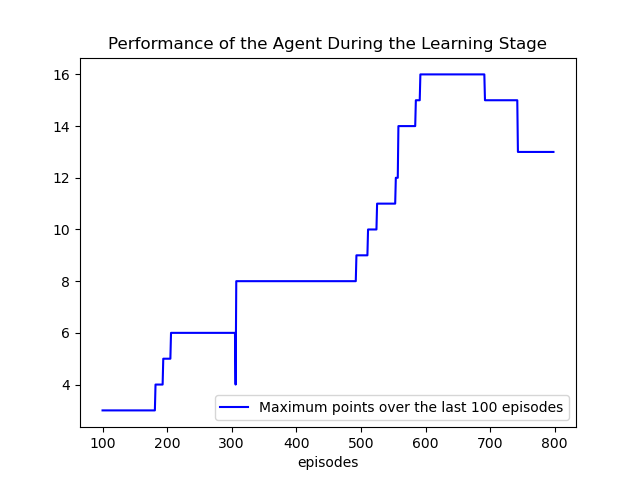 Performance of the Agent During the Learning Stage
16
14
12
10
8
6
4
Maximum points over the last 100 episodes
100 200 300 400 500 600 700 800
episodes